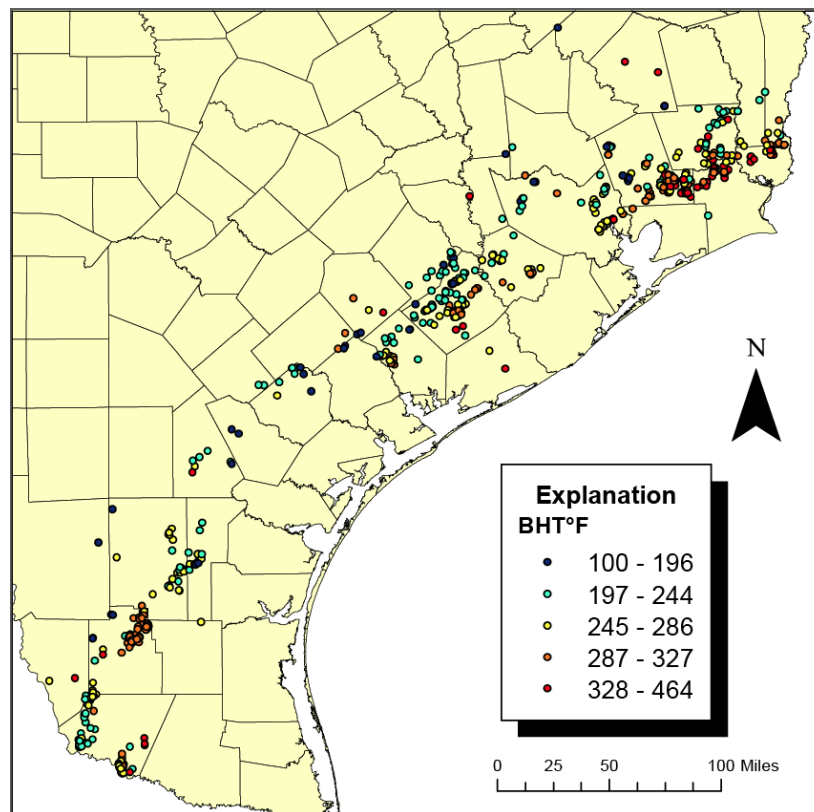 N
Explanation
BHT°F
100 - 196
197 - 244
245 - 286
287 - 327
328 - 464
0 25 50 100 Miles